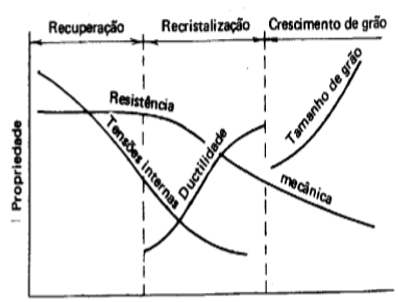 Recuperação
Recristalização
Crescimento de grão
Resistência
mecânica
Tensões internas
Ductilidade
Tamanho de grão
Propriedade